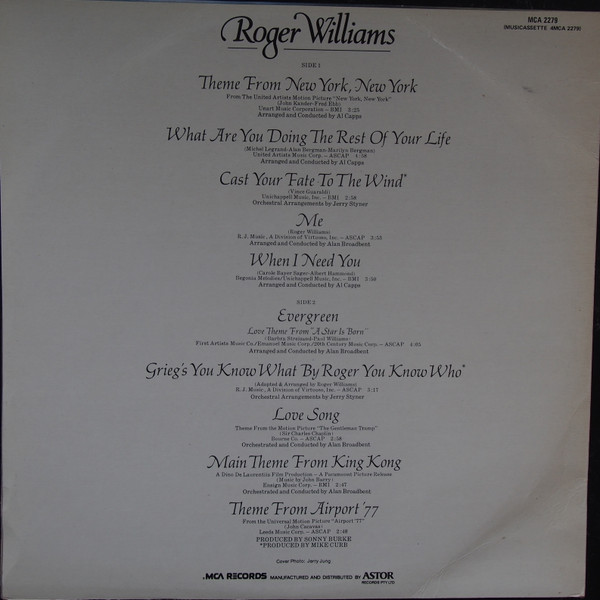 Roger Williams
MCA 2279
(MUSICASSETTE 4MCA 2279)
SIDE 1
Theme From New York, New York
From The United Artists Motion Picture "New York, New York"
(John Kander-Fred Ebb)
Unart Music Corporation - BMI 3:25
Arranged and Conducted by Al Capps
What Are You Doing The Rest Of Your Life
(Michel Legrand-Alan Bergman-Marilyn Bergman)
United Artists Music Corp. - ASCAP
Arranged and Conducted by Al Capps
Cast Your Fate To The Wind*
(Vince Guaraldi)
Unichappell Music, Inc. - BMI 2:58
Orchestral Arrangements by Jerry Styner
Me
(Roger Williams)
R.J. Music, A Division of Virtuoso, Inc. - ASCAP
Arranged and Conducted by Alan Broadbent
When I Need You
(Carole Bayer Sager-Albert Hammond)
Begonia Melodies/Unichappell Music, Inc. - BMI
Arranged and Conducted by Al Capps
SIDE 2
Evergreen
Love Theme From "A Star Is Born"
(Barbra Streisand-Paul Williams)
First Artists Music Co./Emanuel Music Corp./20th Century Music Corp. - ASCAP 4:05
Arranged and Conducted by Alan Broadbent
Grieg's You Know What By Roger You Know Who*
(Adapted & Arranged by Roger Williams)
R.J. Music, A Division of Virtuoso, Inc. - ASCAP 3:17
Orchestral Arrangements by Jerry Styner
Love Song
Theme From the Motion Picture "The Gentleman Tramp"
(Sir Charles Chaplin)
Bourne Co. - ASCAP 2:58
Orchestrated and Conducted by Alan Broadbent
Main Theme From King Kong
A Dino De Laurentiis Film Production - A Paramount Picture Release
(Music by John Barry)
Ensign Music Corp. - BMI 2:47
Orchestrated and Conducted by Alan Broadbent
Theme From Airport '77
From the Universal Motion Picture "Airport '77"
(John Cacavas)
Leeds Music Corp. - ASCAP 2:48
PRODUCED BY SONNY BURKE
*PRODUCED BY MIKE CURB
Cover Photo: Jerry Jung
MCA RECORDS MANUFACTURED AND DISTRIBUTED BY ASTOR
RECORDS PTY LTD